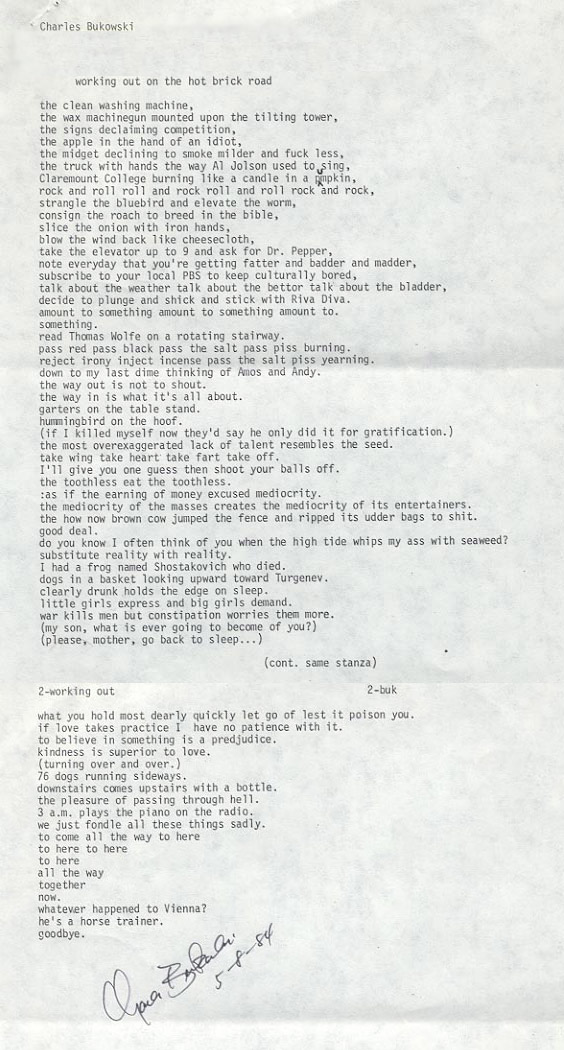 Charles Bukowski
working out on the hot brick road
the clean washing machine,
the wax machinegun mounted upon the tilting tower,
the signs declaiming competition,
the apple in the hand of an idiot,
the midget declining to smoke milder and fuck less,
the truck with hands the way Al Jolson used to sing,
Claremont College burning like a candle in a pumpkin,
rock and roll roll and rock roll and roll rock and rock,
strangle the bluebird and elevate the worm,
consign the roach to breed in the bible,
slice the onion with iron hands,
blow the wind back like cheesecloth,
take the elevator up to 9 and ask for Dr. Pepper,
note everyday that you're getting fatter and badder and madder,
subscribe to your local PBS to keep culturally bored,
talk about the weather talk about the bettor talk about the bladder,
decide to plunge and shick and stick with Riva Diva.
amount to something amount to something amount to.
something.
read Thomas Wolfe on a rotating stairway.
pass red pass black pass the salt pass piss burning.
reject irony inject incense pass the salt piss yearning.
down to my last dime thinking of Amos and Andy.
the way out is not to shout.
the way in is what it's all about.
garters on the table stand.
hummingbird on the hoof.
(if I killed myself now they'd say he only did it for gratification.)
the most overexaggerated lack of talent resembles the seed.
take wing take heart take fart take off.
I'll give you one guess then shoot your balls off.
the toothless eat the toothless.
:as if the earning of money excused mediocrity.
the mediocrity of the masses creates the mediocrity of its entertainers.
the how now brown cow jumped the fence and ripped its udder bags to shit.
good deal.
do you know I often think of you when the high tide whips my ass with seaweed?
substitute reality with reality.
I had a frog named Shostakovich who died.
dogs in a basket looking upward toward Turgenev.
clearly drunk holds the edge on sleep.
little girls express and big girls demand.
war kills men but constipation worries them more.
(my son, what is ever going to become of you?)
(please, mother, go back to sleep...)
(cont. same stanza)
2-working out 2-buk
what you hold most dearly quickly let go of lest it poison you.
if love takes practice I have no patience with it.
to believe in something is a predjudice.
kindness is superior to love.
(turning over and over.)
76 dogs running sideways.
downstairs comes upstairs with a bottle.
the pleasure of passing through hell.
3 a.m. plays the piano on the radio.
we just fondle all these things sadly.
to come all the way to here
to here to here
to here
all the way
together
now.
whatever happened to Vienna?
he's a horse trainer.
goodbye.
Charles Bukowski
5-8-84